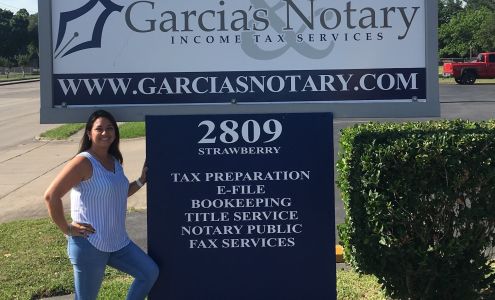 Garcia's Notary
& INCOME TAX SERVICES
WWW.GARCIASNOTARY.COM
2809
STRAWBERRY
TAX PREPARATION
E-FILE
BOOKEEPING
TITLE SERVICE
NOTARY PUBLIC
FAX SERVICES